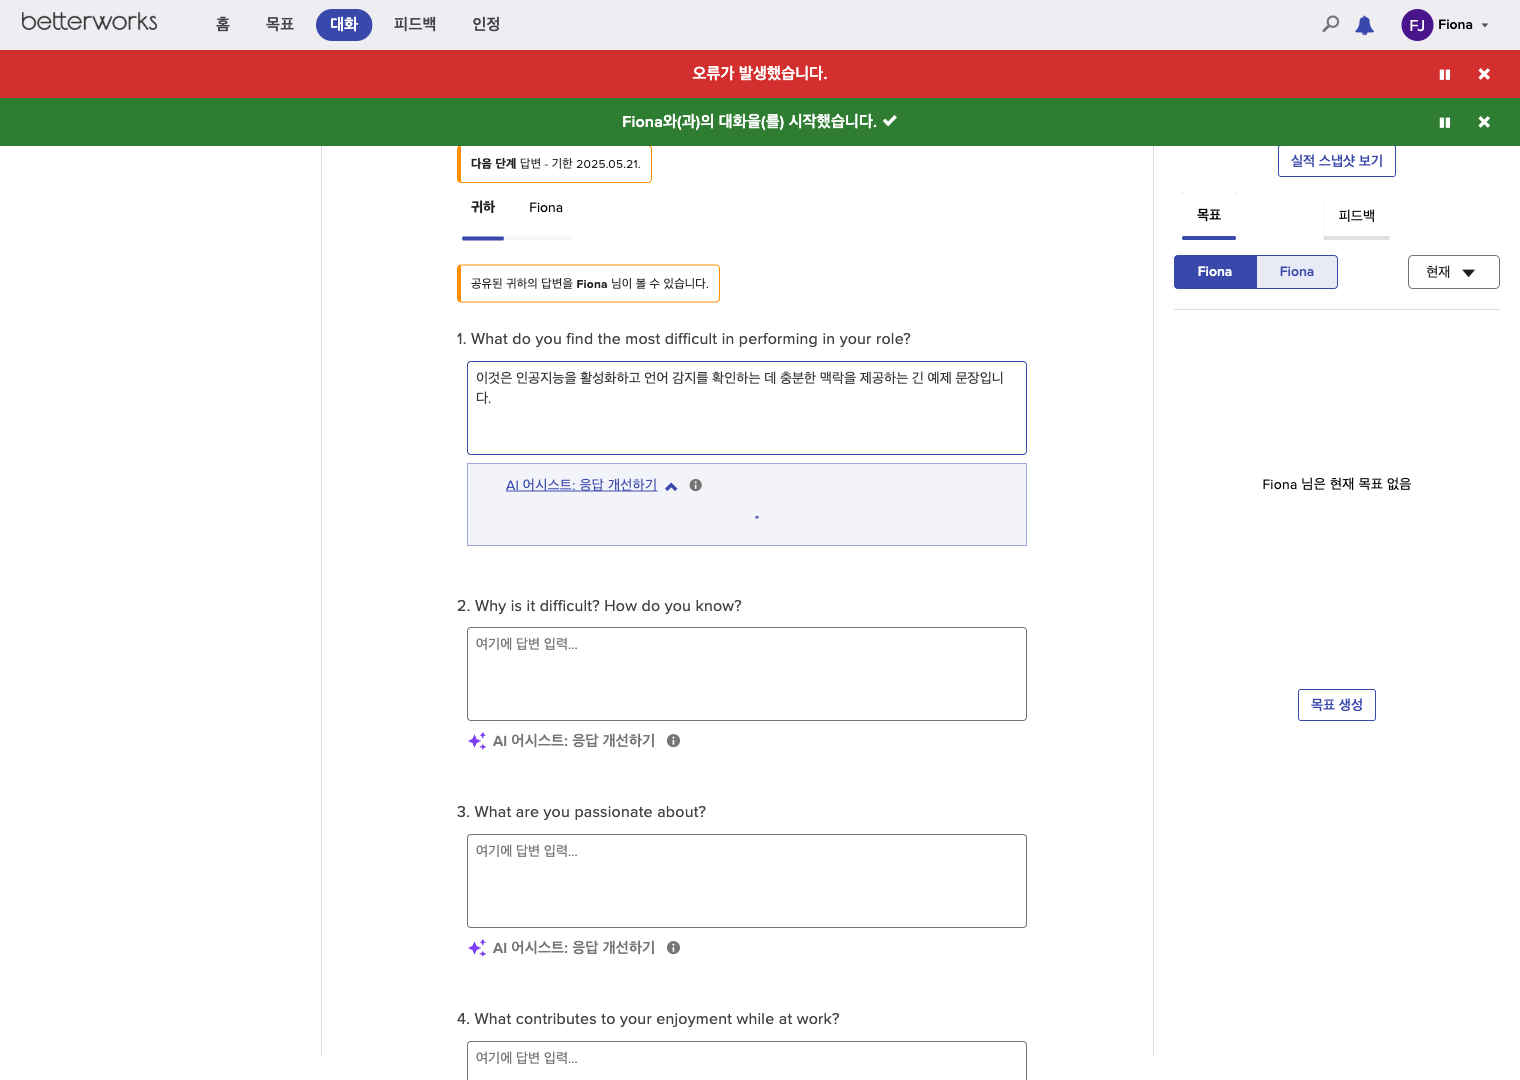 betterworks
홈
목표
대화
피드백
인정
FJ
Fiona
오류가 발생했습니다.
Fiona와(과)의 대화을(를) 시작했습니다.
다음 단계 답변 - 기한 2025.05.21.
귀하
Fiona
공유된 귀하의 답변을 Fiona 님이 볼 수 있습니다.
1. What do you find the most difficult in performing in your role?
이것은 인공지능을 활성화하고 언어 감지를 확인하는 데 충분한 맥락을 제공하는 긴 예제 문장입니
다.
AI 어시스트: 응답 개선하기
2. Why is it difficult? How do you know?
여기에 답변 입력...
AI 어시스트: 응답 개선하기
3. What are you passionate about?
여기에 답변 입력...
AI 어시스트: 응답 개선하기
4. What contributes to your enjoyment while at work?
여기에 답변 입력...
실적 스냅샷 보기
목표
피드백
Fiona
Fiona
현재
Fiona 님은 현재 목표 없음
목표 생성